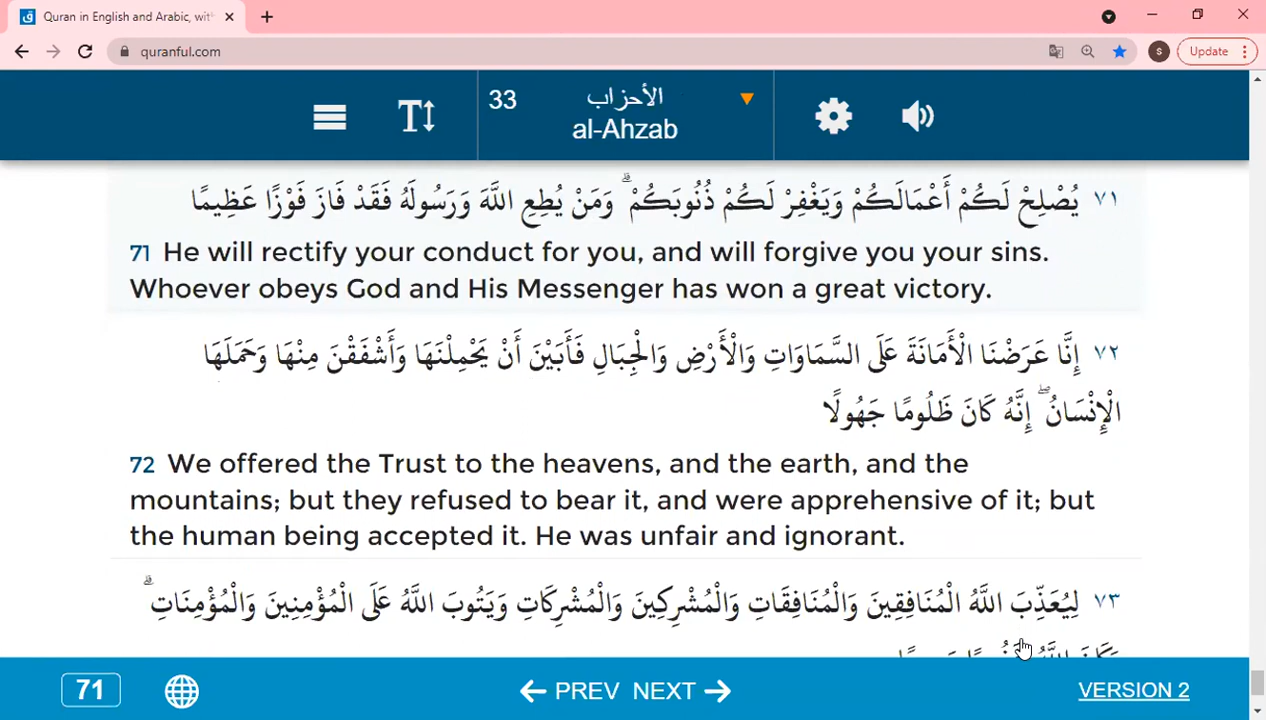 Quran in English and Arabic, wit
quranful.com
S
Update
T
33
الأحزاب
al-Ahzab
٧١ يُصْلِحْ لَكُمْ أَعْمَالَكُمْ وَيَغْفِرْ لَكُمْ ذُنُوبَكُمْ ۗ وَمَنْ يُطِعِ اللَّهَ وَرَسُولَهُ فَقَدْ فَازَ فَوْزًا عَظِيمًا
71 He will rectify your conduct for you, and will forgive you your sins.
Whoever obeys God and His Messenger has won a great victory.
٧٢ إِنَّا عَرَضْنَا الْأَمَانَةَ عَلَى السَّمَاوَاتِ وَالْأَرْضِ وَالْجِبَالِ فَأَبَيْنَ أَنْ يَحْمِلْنَهَا وَأَشْفَقْنَ مِنْهَا وَحَمَلَهَا
الْإِنْسَانُ ۖ إِنَّهُ كَانَ ظَلُومًا جَهُولًا
72 We offered the Trust to the heavens, and the earth, and the
mountains; but they refused to bear it, and were apprehensive of it; but
the human being accepted it. He was unfair and ignorant.
٧٣ لِيُعَذِّبَ اللَّهُ الْمُنَافِقِينَ وَالْمُنَافِقَاتِ وَالْمُشْرِكِينَ وَالْمُشْرِكَاتِ وَيَتُوبَ اللَّهُ عَلَى الْمُؤْمِنِينَ وَالْمُؤْمِنَاتِ ۗ
71
PREV NEXT
VERSION 2